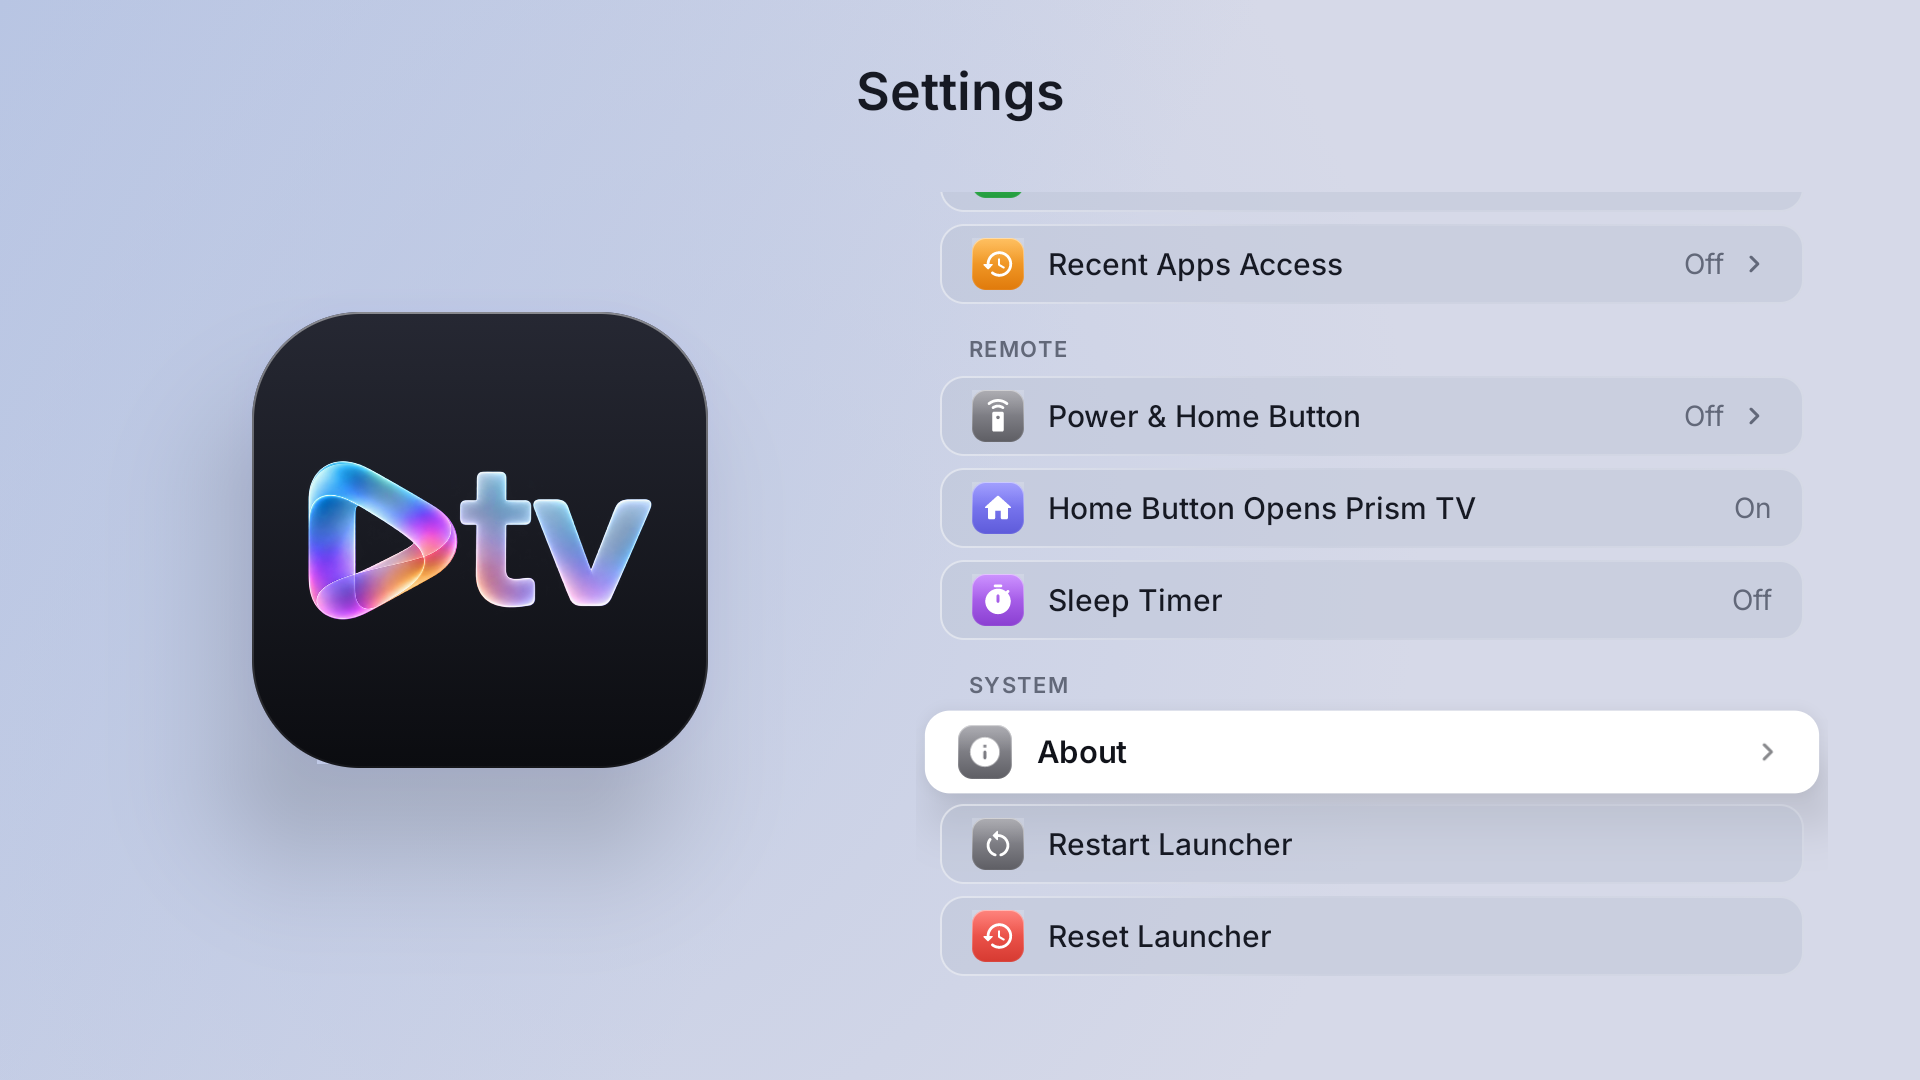 Settings
Recent Apps Access Off
REMOTE
Power & Home Button Off
Home Button Opens Prism TV On
Sleep Timer Off
SYSTEM
About
Restart Launcher
Reset Launcher
tv